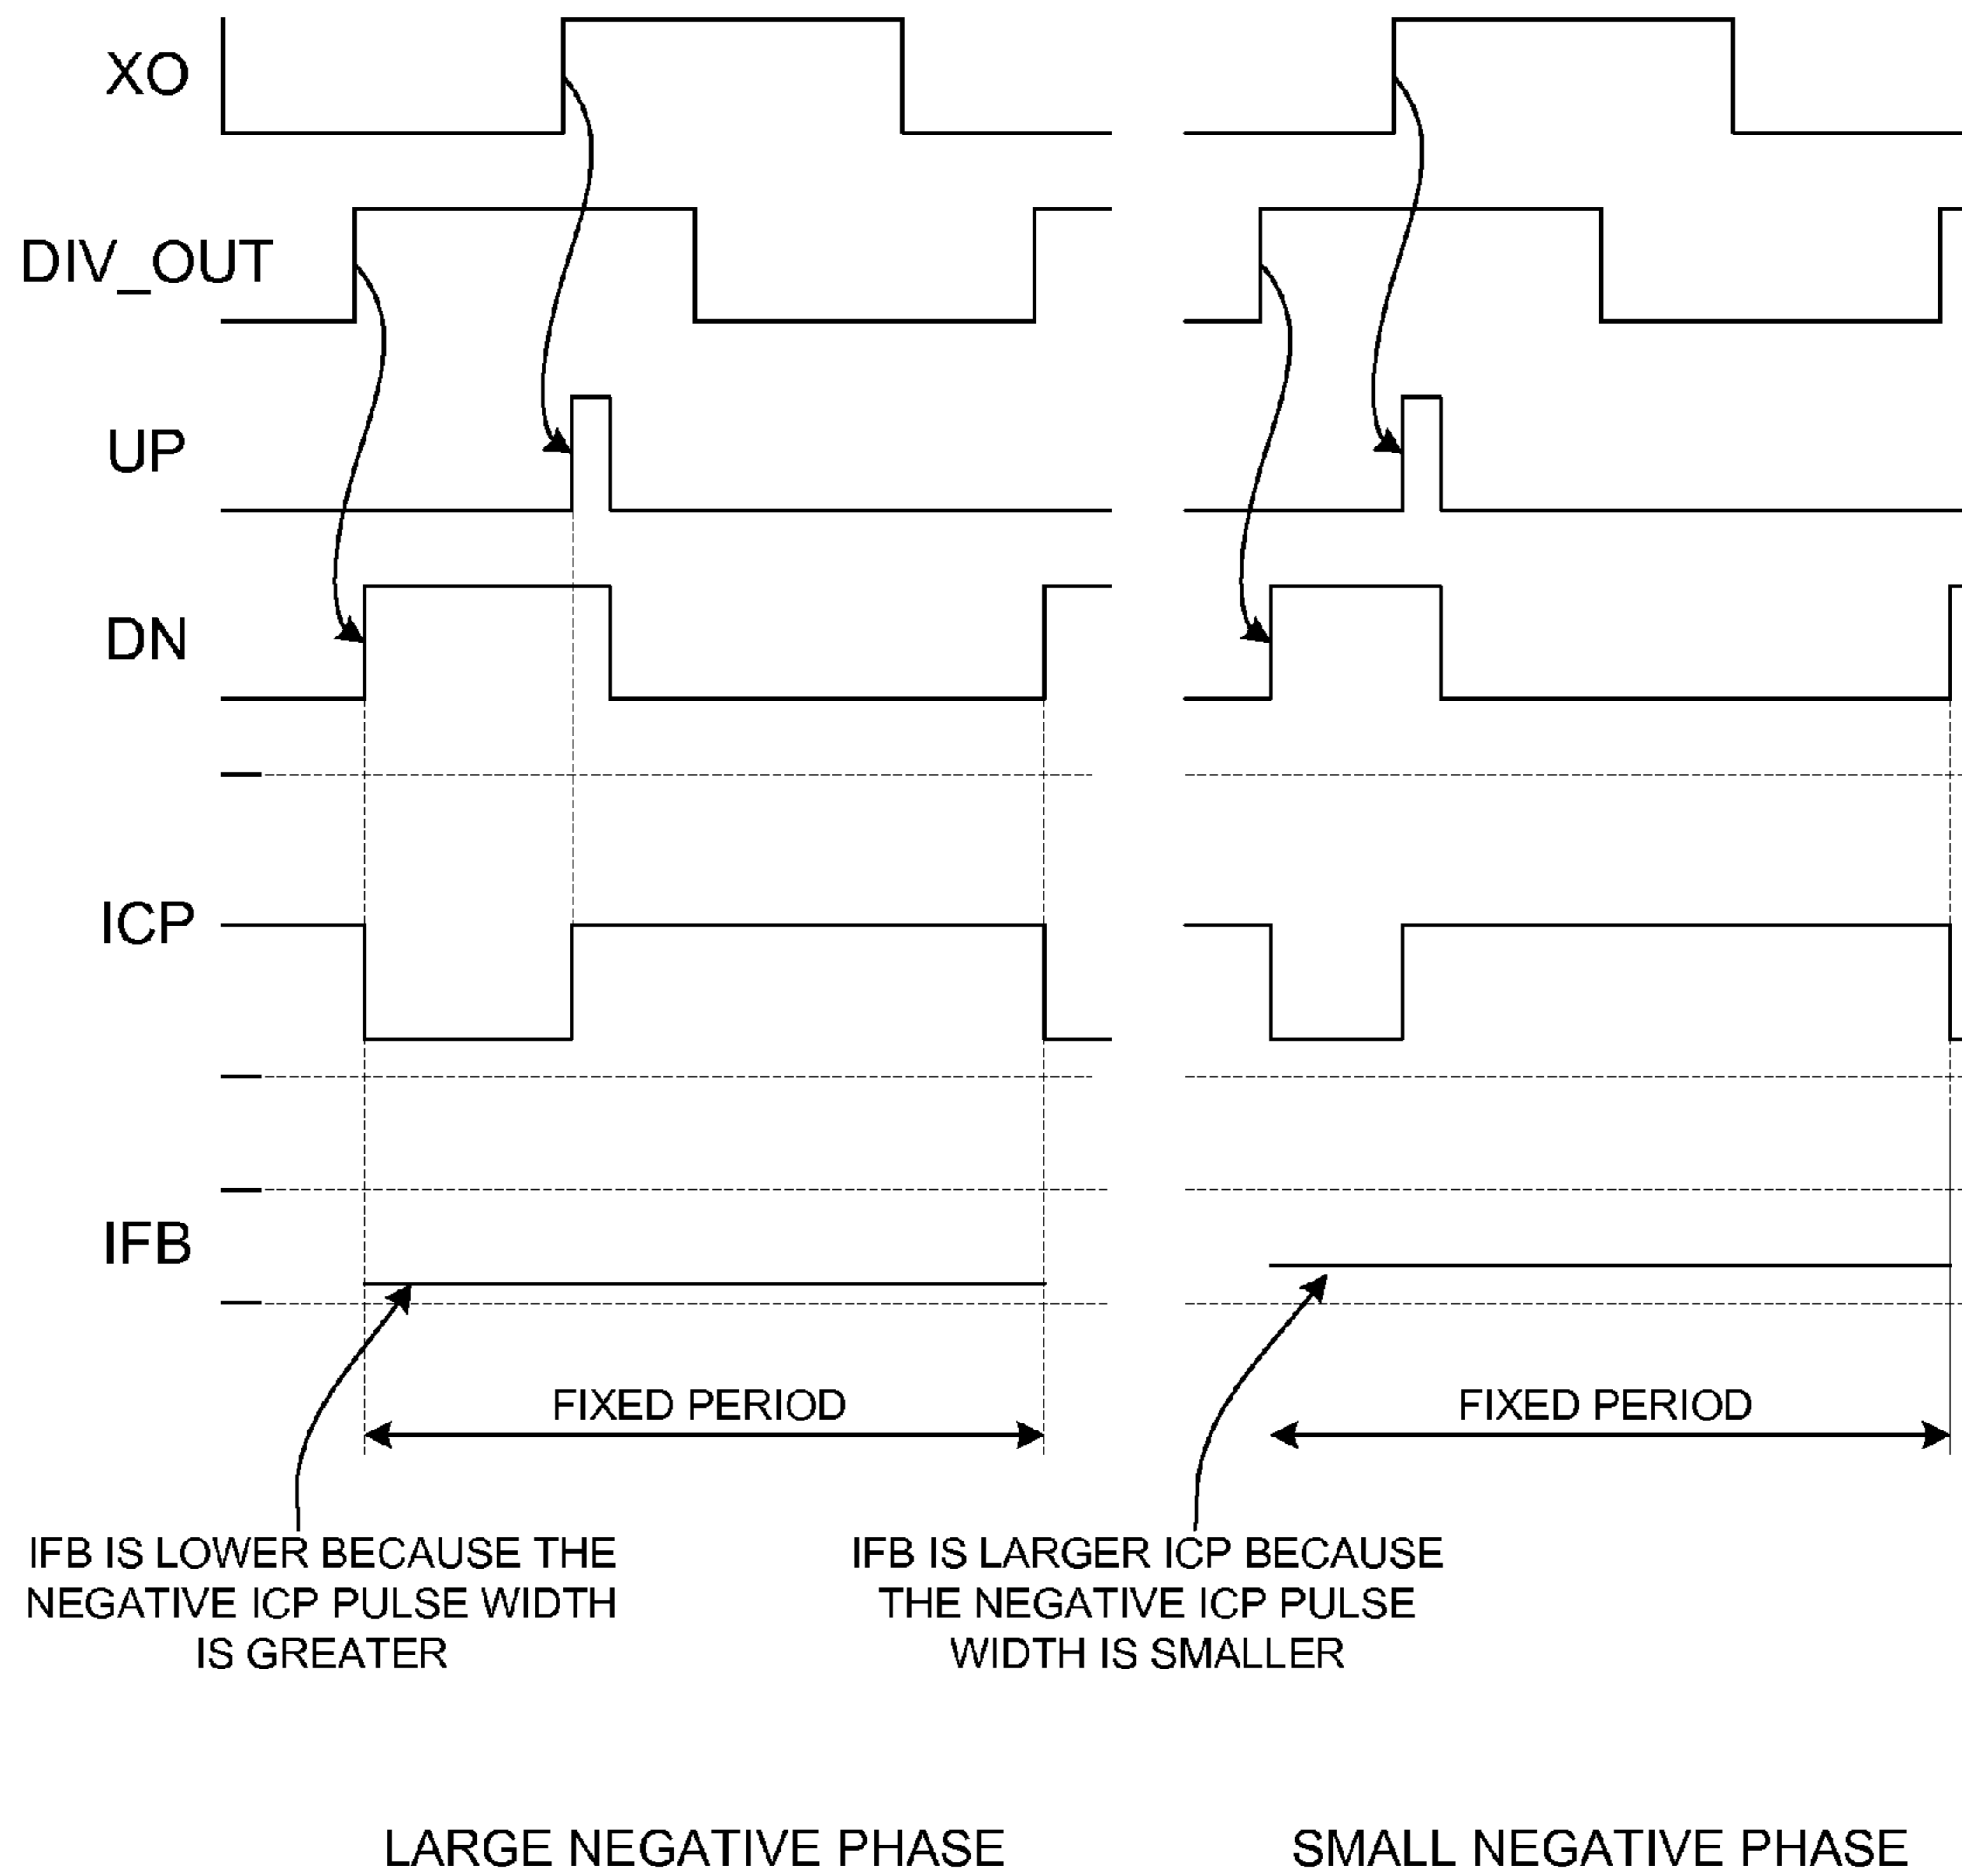 XO
DIV_OUT
UP
DN
ICP
IFB
FIXED PERIOD
FIXED PERIOD
IFB IS LOWER BECAUSE THE
NEGATIVE ICP PULSE WIDTH
IS GREATER
IFB IS LARGER ICP BECAUSE
THE NEGATIVE ICP PULSE
WIDTH IS SMALLER
LARGE NEGATIVE PHASE
SMALL NEGATIVE PHASE